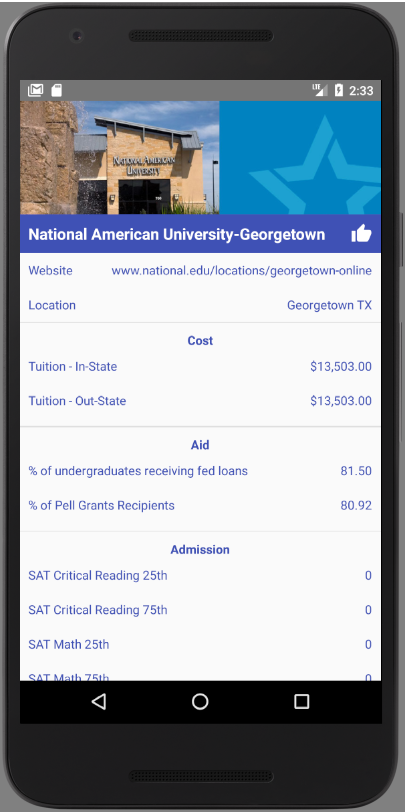 LTE 2:33
NATIONAL AMERICAN
UNIVERSITY
National American University-Georgetown
Website www.national.edu/locations/georgetown-online
Location Georgetown TX
Cost
Tuition - In-State $13,503.00
Tuition - Out-State $13,503.00
Aid
% of undergraduates receiving fed loans 81.50
% of Pell Grants Recipients 80.92
Admission
SAT Critical Reading 25th 0
SAT Critical Reading 75th 0
SAT Math 25th 0
SAT Math 75th 0